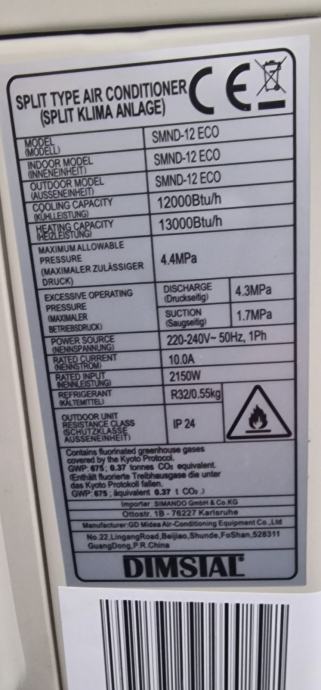 SPLIT TYPE AIR CONDITIONER
(SPLIT KLIMA ANLAGE)
CE
MODEL
(MODELL)
SMND-12 ECO
INDOOR MODEL
(INNENEINHEIT)
SMND-12 ECO
OUTDOOR MODEL
(AUSSENEINHEIT)
SMND-12 ECO
COOLING CAPACITY
(KÜHLLEISTUNG)
12000Btu/h
HEATING CAPACITY
(HEIZLEISTUNG)
13000Btu/h
MAXIMUM ALLOWABLE
PRESSURE
(MAXIMALER ZULÄSSIGER
DRUCK)
4.4MPa
EXCESSIVE OPERATING
PRESSURE
(MAXIMALER
BETRIEBSDRUCK)
DISCHARGE
(Druckseitig)
4.3MPa
SUCTION
(Saugseitig)
1.7MPa
POWER SOURCE
(NENNSPANNUNG)
220-240V~ 50Hz, 1Ph
RATED CURRENT
(NENNSTROM)
10.0A
RATED INPUT
(NENNLEISTUNG)
2150W
REFRIGERANT
(KÄLTEMITTEL)
R32/0.55kg
OUTDOOR UNIT
RESISTANCE CLASS
(SCHUTZKLASSE
AUSSENEINHEIT)
IP 24
Contains fluorinated greenhouse gases
covered by the Kyoto Protocol.
GWP: 675; 0.37 tonnes CO₂ equivalent.
(Enthält fluorierte Treibhausgase die unter
das Kyoto Protokoll fallen.
GWP: 675; äquivalent 0.37 t CO₂.)
Importer :SIMANDO GmbH & Co.KG
Ottostr. 1B - 76227 Karlsruhe
Manufacturer:GD Midea Air-Conditioning Equipment Co.,Ltd
No.22,LingangRoad,Beijiao,Shunde,FoShan,528311
GuangDong,P.R.China
DIMSTAL